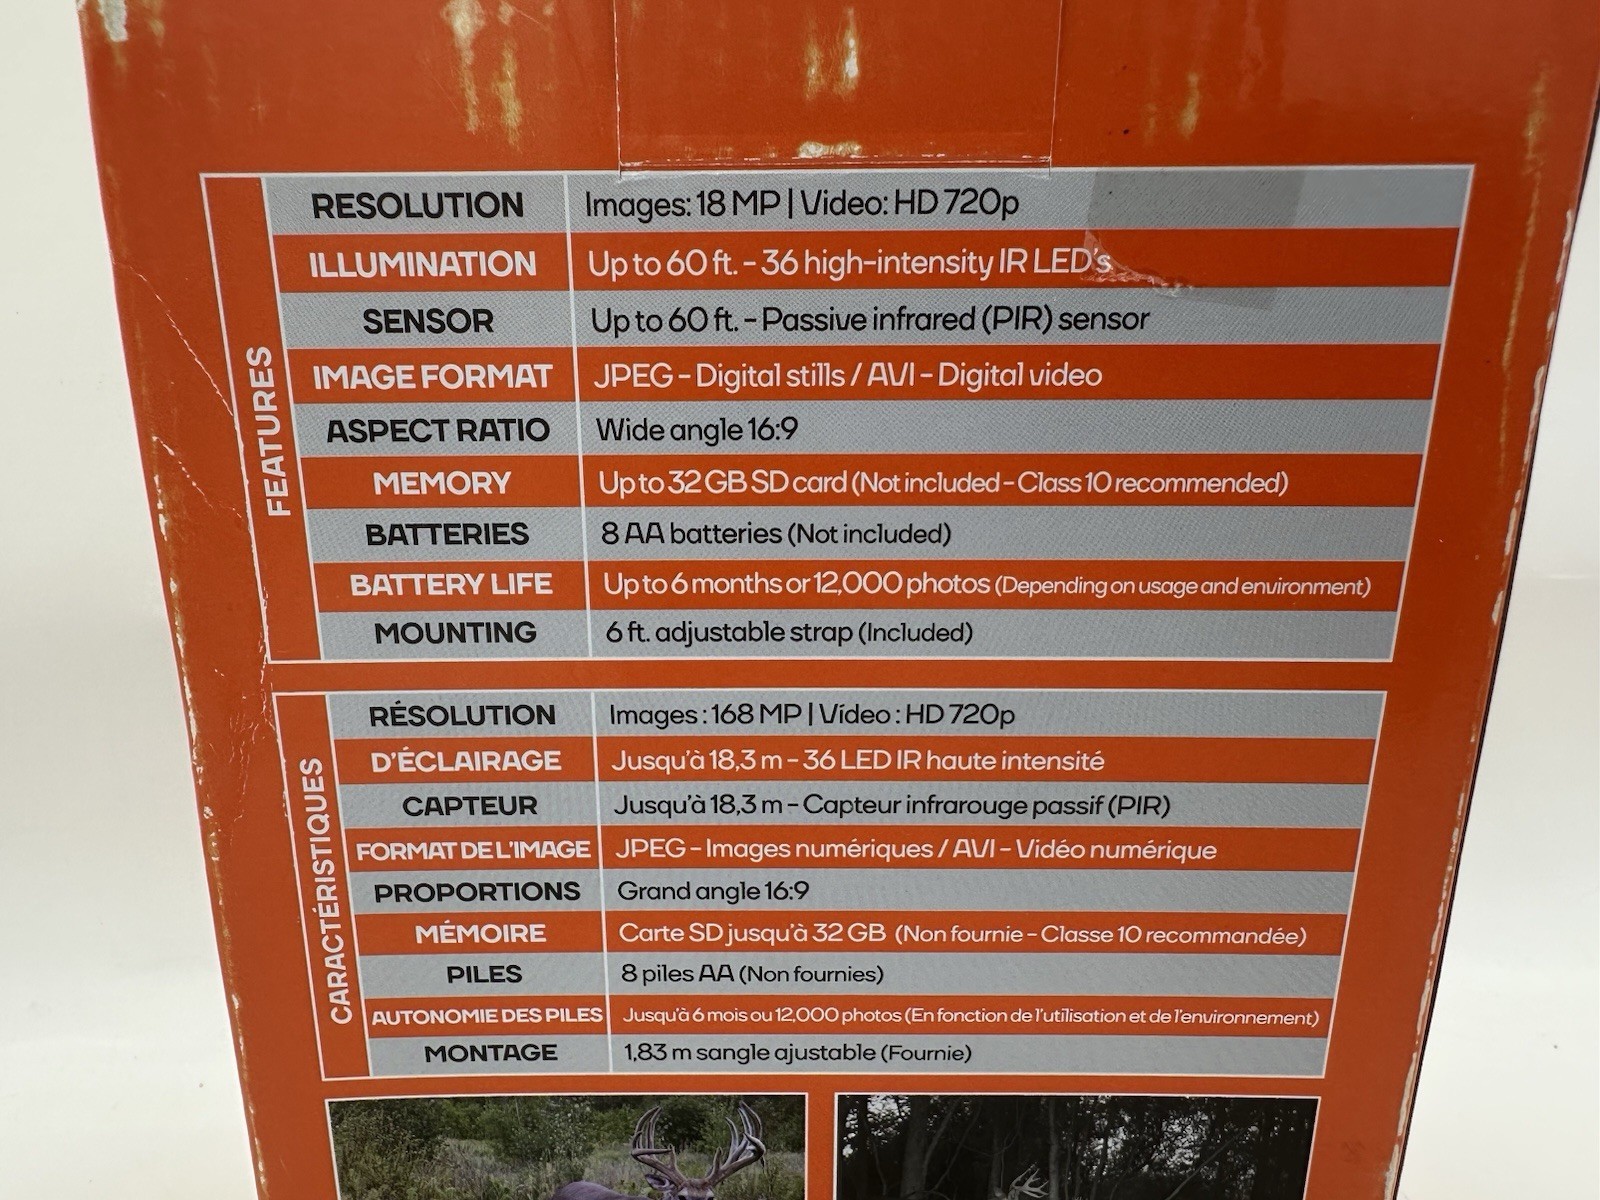 FEATURES
RESOLUTION Images: 18 MP | Video: HD 720p
ILLUMINATION Up to 60 ft. - 36 high-intensity IR LED's
SENSOR Up to 60 ft. - Passive infrared (PIR) sensor
IMAGE FORMAT JPEG - Digital stills / AVI - Digital video
ASPECT RATIO Wide angle 16:9
MEMORY Up to 32 GB SD card (Not included - Class 10 recommended)
BATTERIES 8 AA batteries (Not included)
BATTERY LIFE Up to 6 months or 12,000 photos (Depending on usage and environment)
MOUNTING 6 ft. adjustable strap (Included)
CARACTÉRISTIQUES
RÉSOLUTION Images : 168 MP | Vídeo : HD 720p
D'ÉCLAIRAGE Jusqu'à 18,3 m - 36 LED IR haute intensité
CAPTEUR Jusqu'à 18,3 m - Capteur infrarouge passif (PIR)
FORMAT DE L'IMAGE JPEG - Images numériques / AVI - Vidéo numérique
PROPORTIONS Grand angle 16:9
MÉMOIRE Carte SD jusqu'à 32 GB (Non fournie - Classe 10 recommandée)
PILES 8 piles AA (Non fournies)
AUTONOMIE DES PILES Jusqu'à 6 mois ou 12,000 photos (En fonction de l'utilisation et de l'environnement)
MONTAGE 1,83 m sangle ajustable (Fournie)